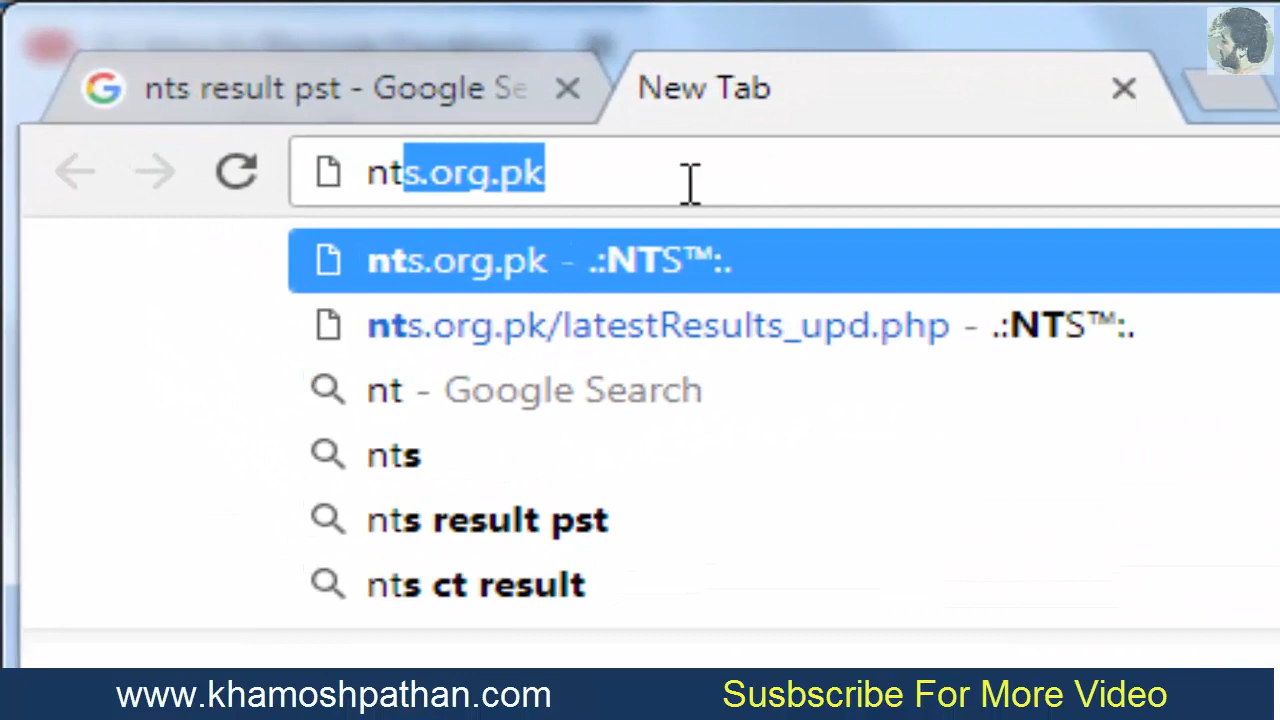 nts result pst - Google Se
New Tab
nts.org.pk
nts.org.pk - .:NTS™:.
nts.org.pk/latestResults_upd.php - .:NTS™:.
nt - Google Search
nts
nts result pst
nts ct result
www.khamoshpathan.com
Susbscribe For More Video